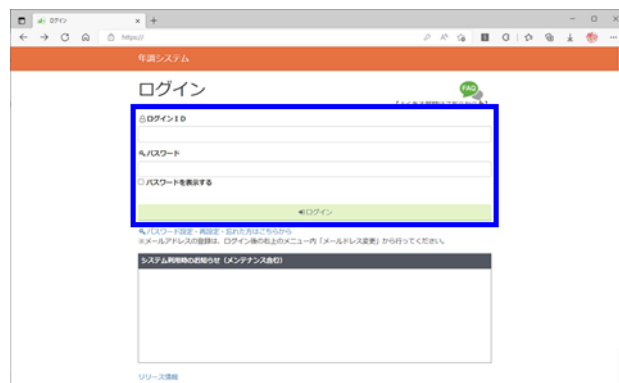 ログイン
https://
年調システム
ログイン
FAQ
ログインＩＤ
パスワード
パスワードを表示する
ログイン
パスワード設定・再設定・忘れた方はこちらから
※メールアドレスの登録は、ログイン後の右上のメニュー内「メールアドレス変更」から行ってください。
システム利用時のお知らせ（メンテナンス含む）
リリース情報